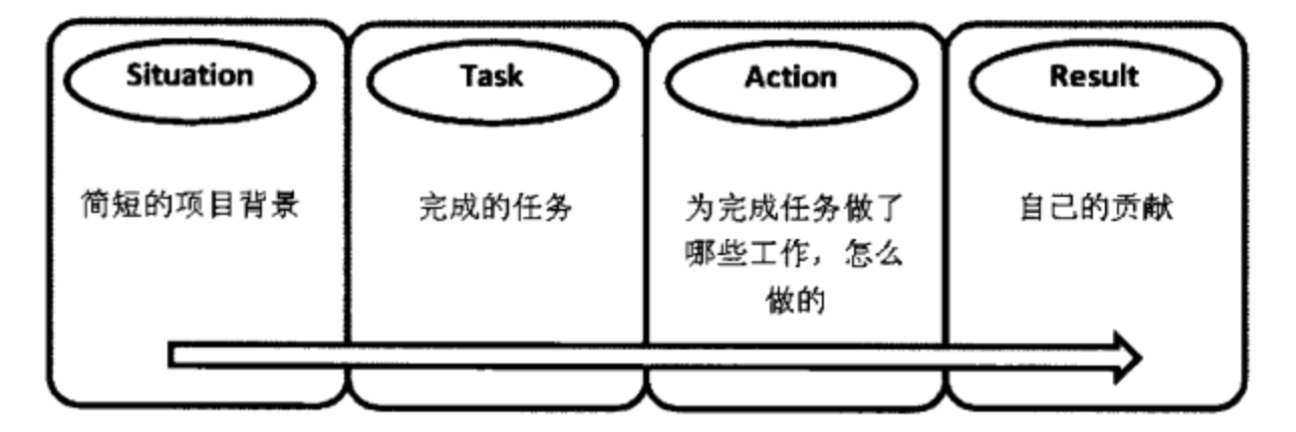 Situation
简短的项目背景
Task
完成的任务
Action
为完成任务做了
哪些工作，怎么
做的
Result
自己的贡献